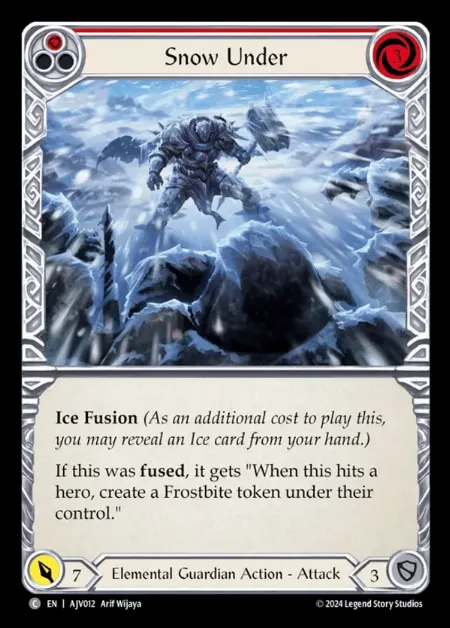 Snow Under
3
Ice Fusion (As an additional cost to play this,
you may reveal an Ice card from your hand.)
If this was fused, it gets "When this hits a
hero, create a Frostbite token under their
control."
7
Elemental Guardian Action - Attack
3
C EN | AJV012 Arif Wijaya
© 2024 Legend Story Studios